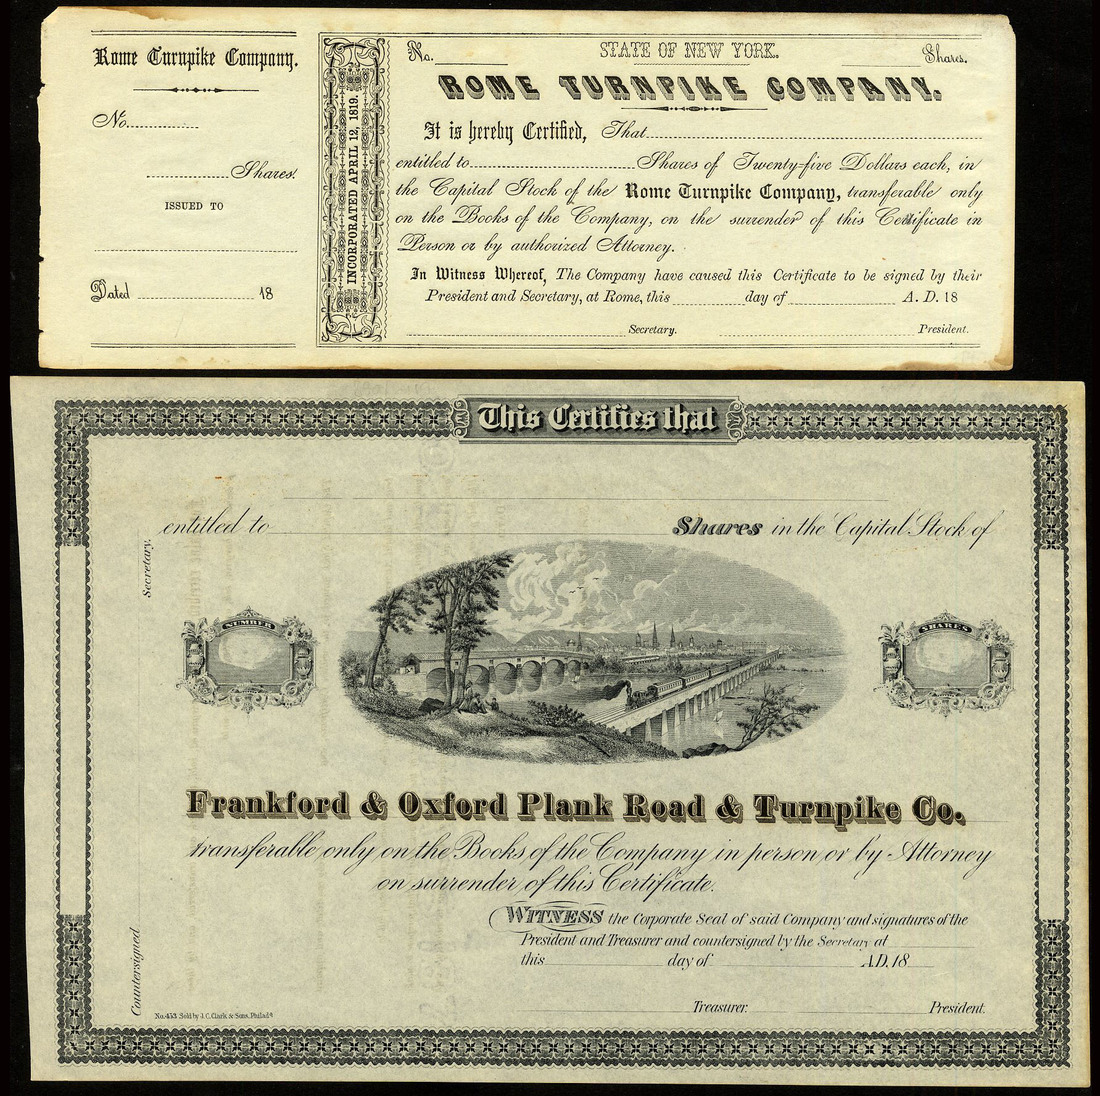 Rome Turnpike Company.
No.
Shares.
ISSUED TO
Dated 18
INCORPORATED APRIL 12, 1819.
No. STATE OF NEW YORK. Shares.
ROME TURNPIKE COMPANY.
It is hereby Certified, That
entitled to Shares of Twenty-five Dollars each, in
the Capital Stock of the Rome Turnpike Company, transferable only
on the Books of the Company, on the surrender of this Certificate in
Person or by authorized Attorney.
In Witness Whereof, The Company have caused this Certificate to be signed by their
President and Secretary, at Rome, this day of A. D. 18
Secretary. President.
This Certifies that
entitled to Shares in the Capital Stock of
Secretary.
NUMBER
SHARES
Frankford & Oxford Plank Road & Turnpike Co.
transferable only on the Books of the Company in person or by Attorney
on surrender of this Certificate.
WITNESS the Corporate Seal of said Company and signatures of the
President and Treasurer and countersigned by the Secretary at
this day of A.D. 18
Countersigned
Treasurer. President.
No. 453 Sold by J. C. Clark & Sons, Philada